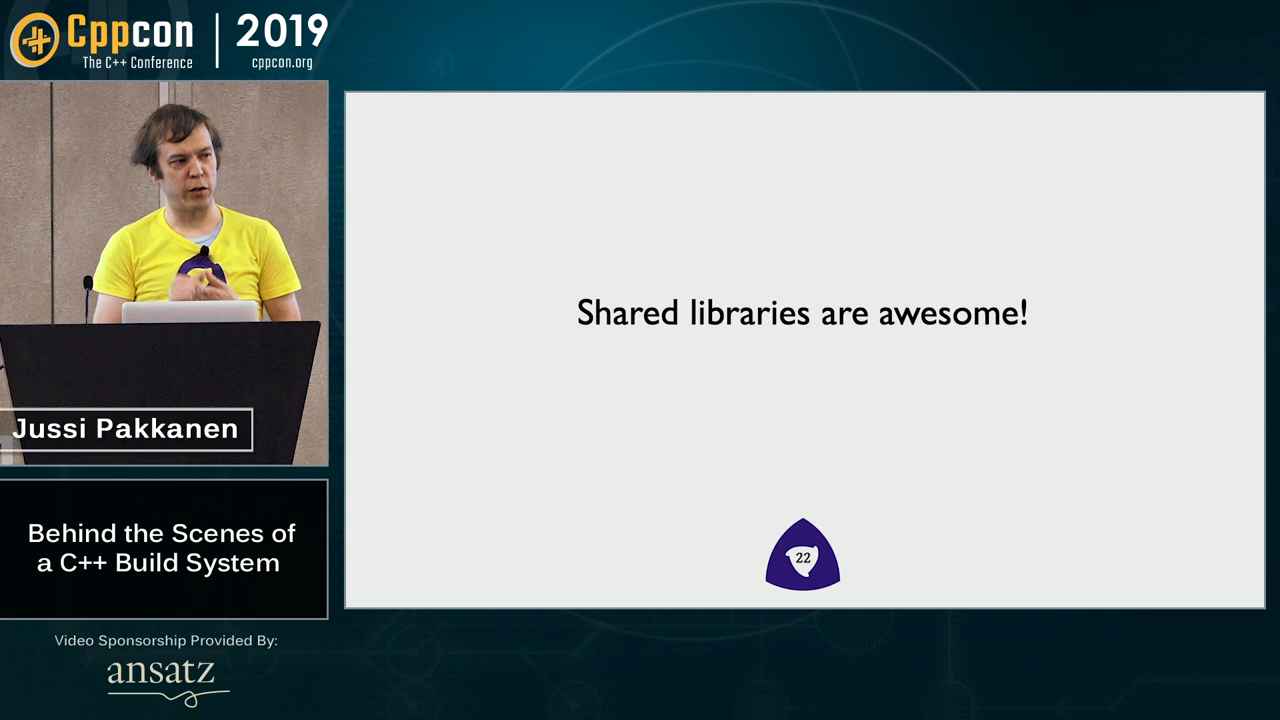 Cppcon
The C++ Conference
2019
cppcon.org
Shared libraries are awesome!
22
Jussi Pakkanen
Behind the Scenes of
a C++ Build System
Video Sponsorship Provided By:
ansatz